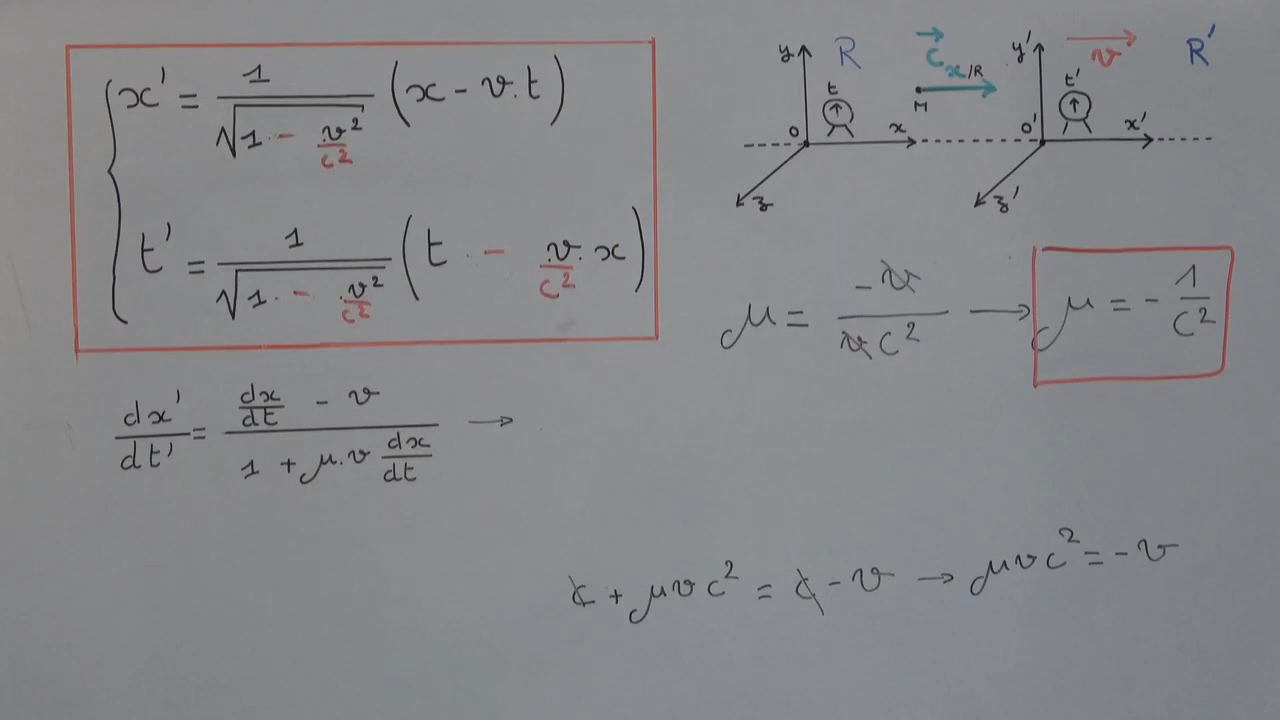 x' = 1/√(1 - v²/c²) (x - v.t)
t' = 1/√(1 - v²/c²) (t - v/c² . x)
y R c⃗ x/R y' v⃗ R'
t M t'
O x O' x'
z z'
μ = -v/(vc²) → μ = - 1/c²
dx'/dt' = (dx/dt - v)/(1 + μ.v dx/dt) →
c + μvc² = c - v → μvc² = -v